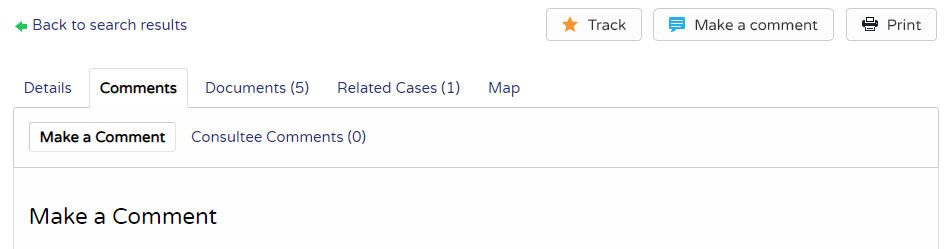 Back to search results
Track
Make a comment
Print
Details
Comments
Documents (5)
Related Cases (1)
Map
Make a Comment
Consultee Comments (0)
Make a Comment